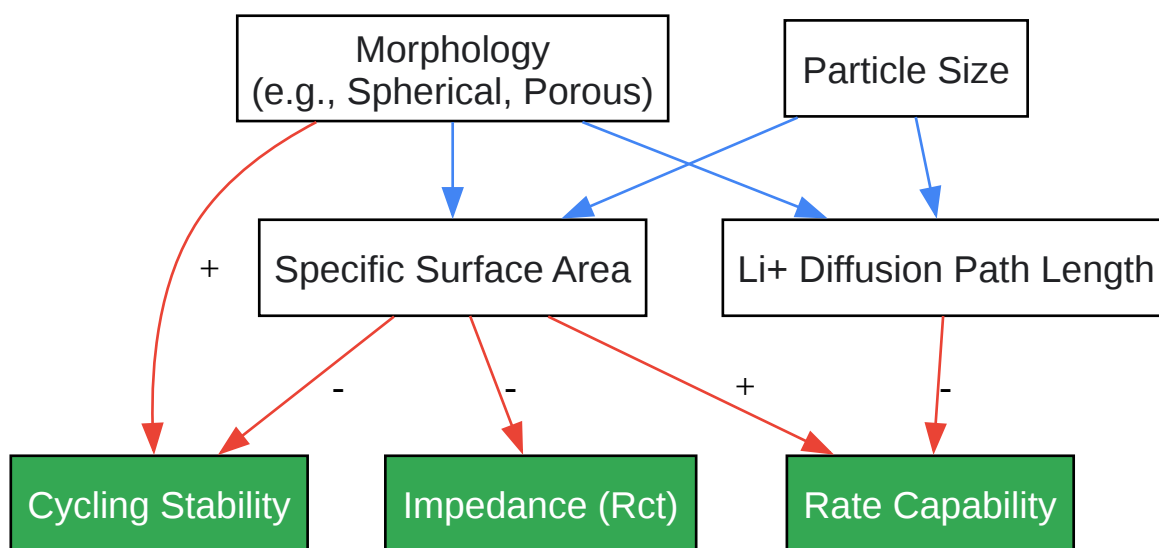 Morphology
(e.g., Spherical, Porous)
Particle Size
+
Specific Surface Area
Li+ Diffusion Path Length
-
-
+
-
Cycling Stability
Impedance (Rct)
Rate Capability